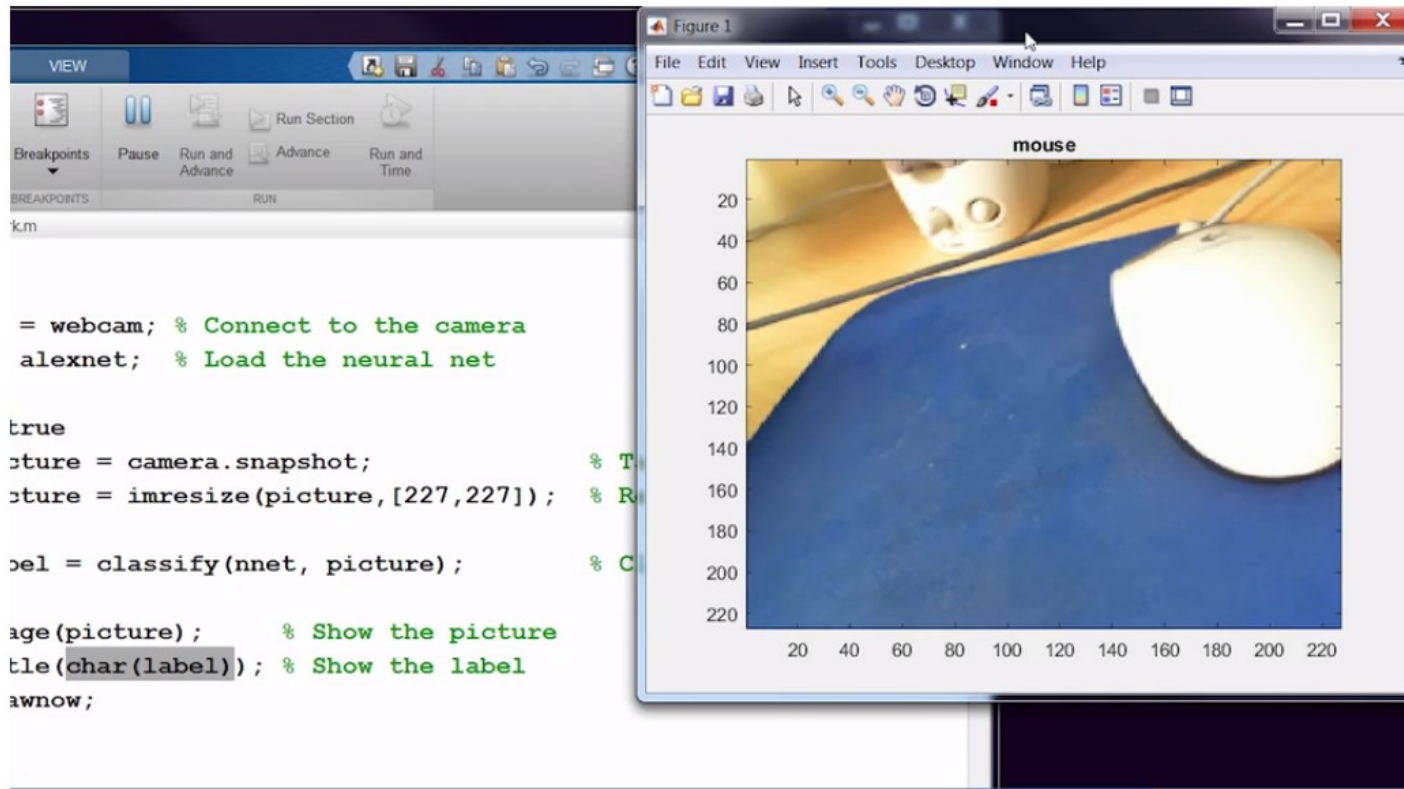 VIEW
Breakpoints
Pause
Run and
Advance
Run Section
Advance
Run and
Time
BREAKPOINTS
RUN
k.m
= webcam; % Connect to the camera
alexnet; % Load the neural net
true
cture = camera.snapshot; % T
cture = imresize(picture,[227,227]); % R
el = classify(nnet, picture); % C
age(picture); % Show the picture
tle(char(label)); % Show the label
awnow;
Figure 1
File Edit View Insert Tools Desktop Window Help
mouse
20
40
60
80
100
120
140
160
180
200
220
20 40 60 80 100 120 140 160 180 200 220